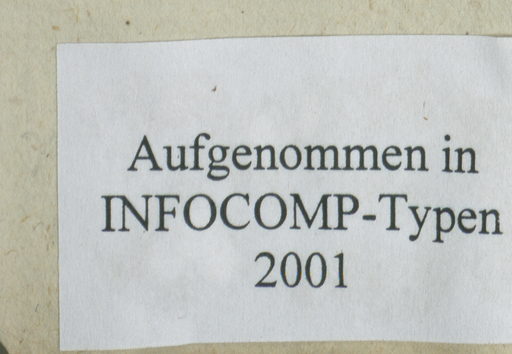 Aufgenommen in
INFOCOMP-Typen
2001